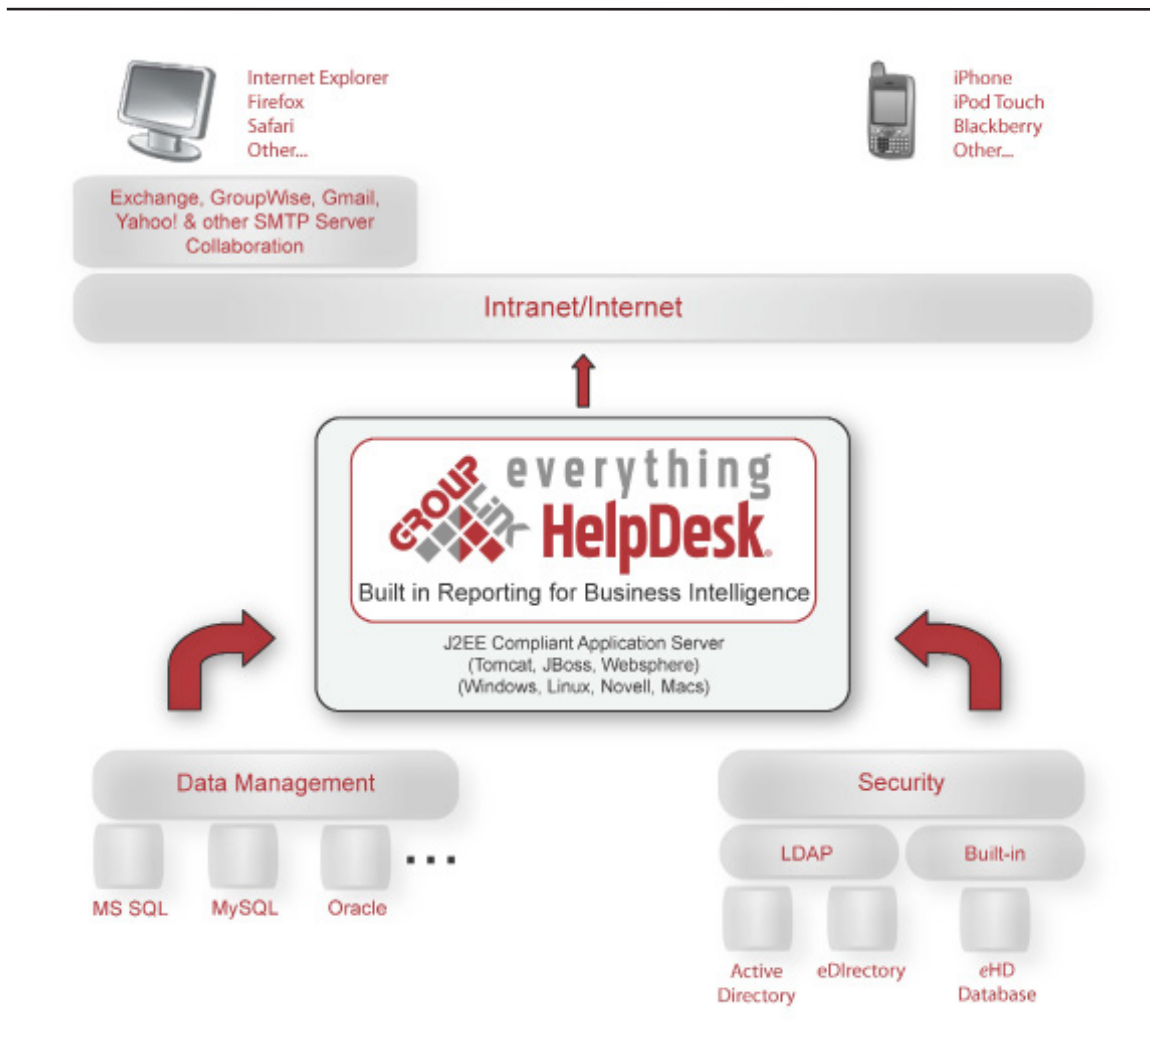 Internet Explorer
Firefox
Safari
Other...
iPhone
iPod Touch
Blackberry
Other...
Exchange, GroupWise, Gmail,
Yahoo! & other SMTP Server
Collaboration
Intranet/Internet
GROUP
Link
everything
HelpDesk.
Built in Reporting for Business Intelligence
J2EE Compliant Application Server
(Tomcat, JBoss, Websphere)
(Windows, Linux, Novell, Macs)
Data Management
MS SQL
MySQL
Oracle
...
Security
LDAP
Built-in
Active
Directory
eDIrectory
eHD
Database